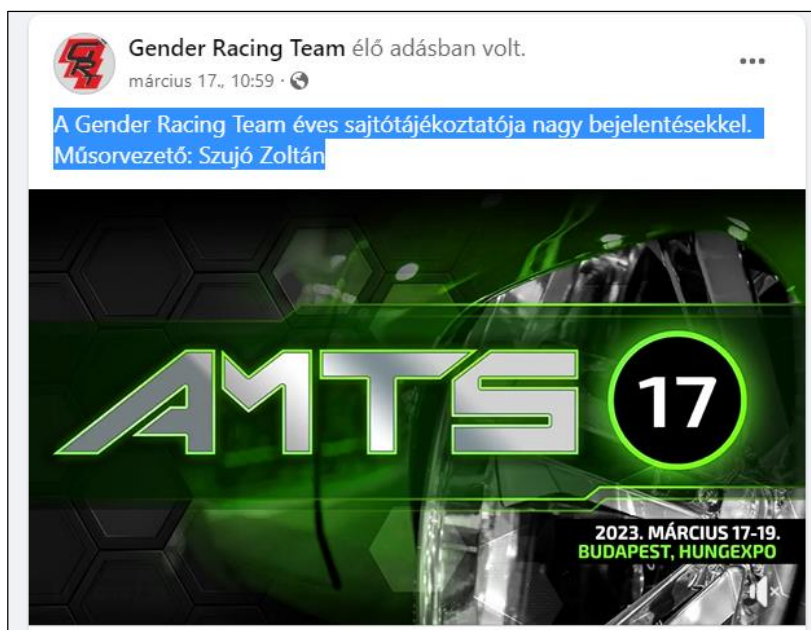 Gender Racing Team élő adásban volt.
március 17., 10:59 ·
A Gender Racing Team éves sajtótájékoztatója nagy bejelentésekkel.
Műsorvezető: Szujó Zoltán
AMTS 17
2023. MÁRCIUS 17-19.
BUDAPEST, HUNGEXPO